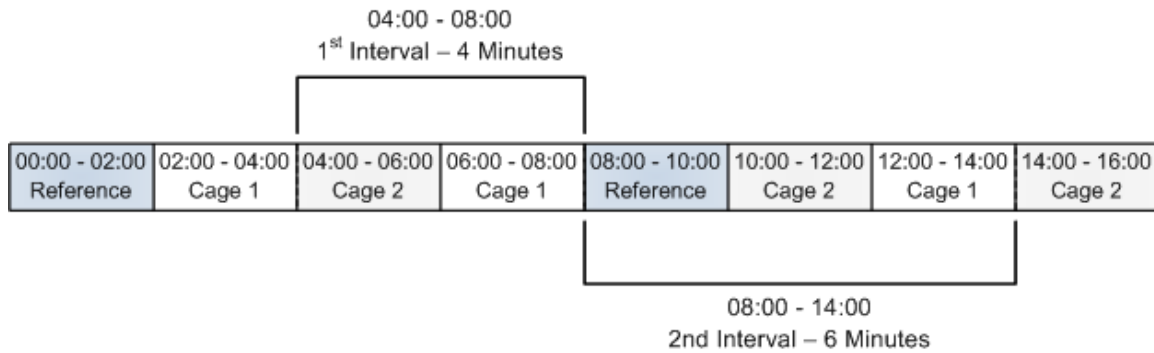 04:00 - 08:00
1st Interval – 4 Minutes
00:00 - 02:00 02:00 - 04:00 04:00 - 06:00 06:00 - 08:00 08:00 - 10:00 10:00 - 12:00 12:00 - 14:00 14:00 - 16:00
Reference Cage 1 Cage 2 Cage 1 Reference Cage 2 Cage 1 Cage 2
08:00 - 14:00
2nd Interval – 6 Minutes